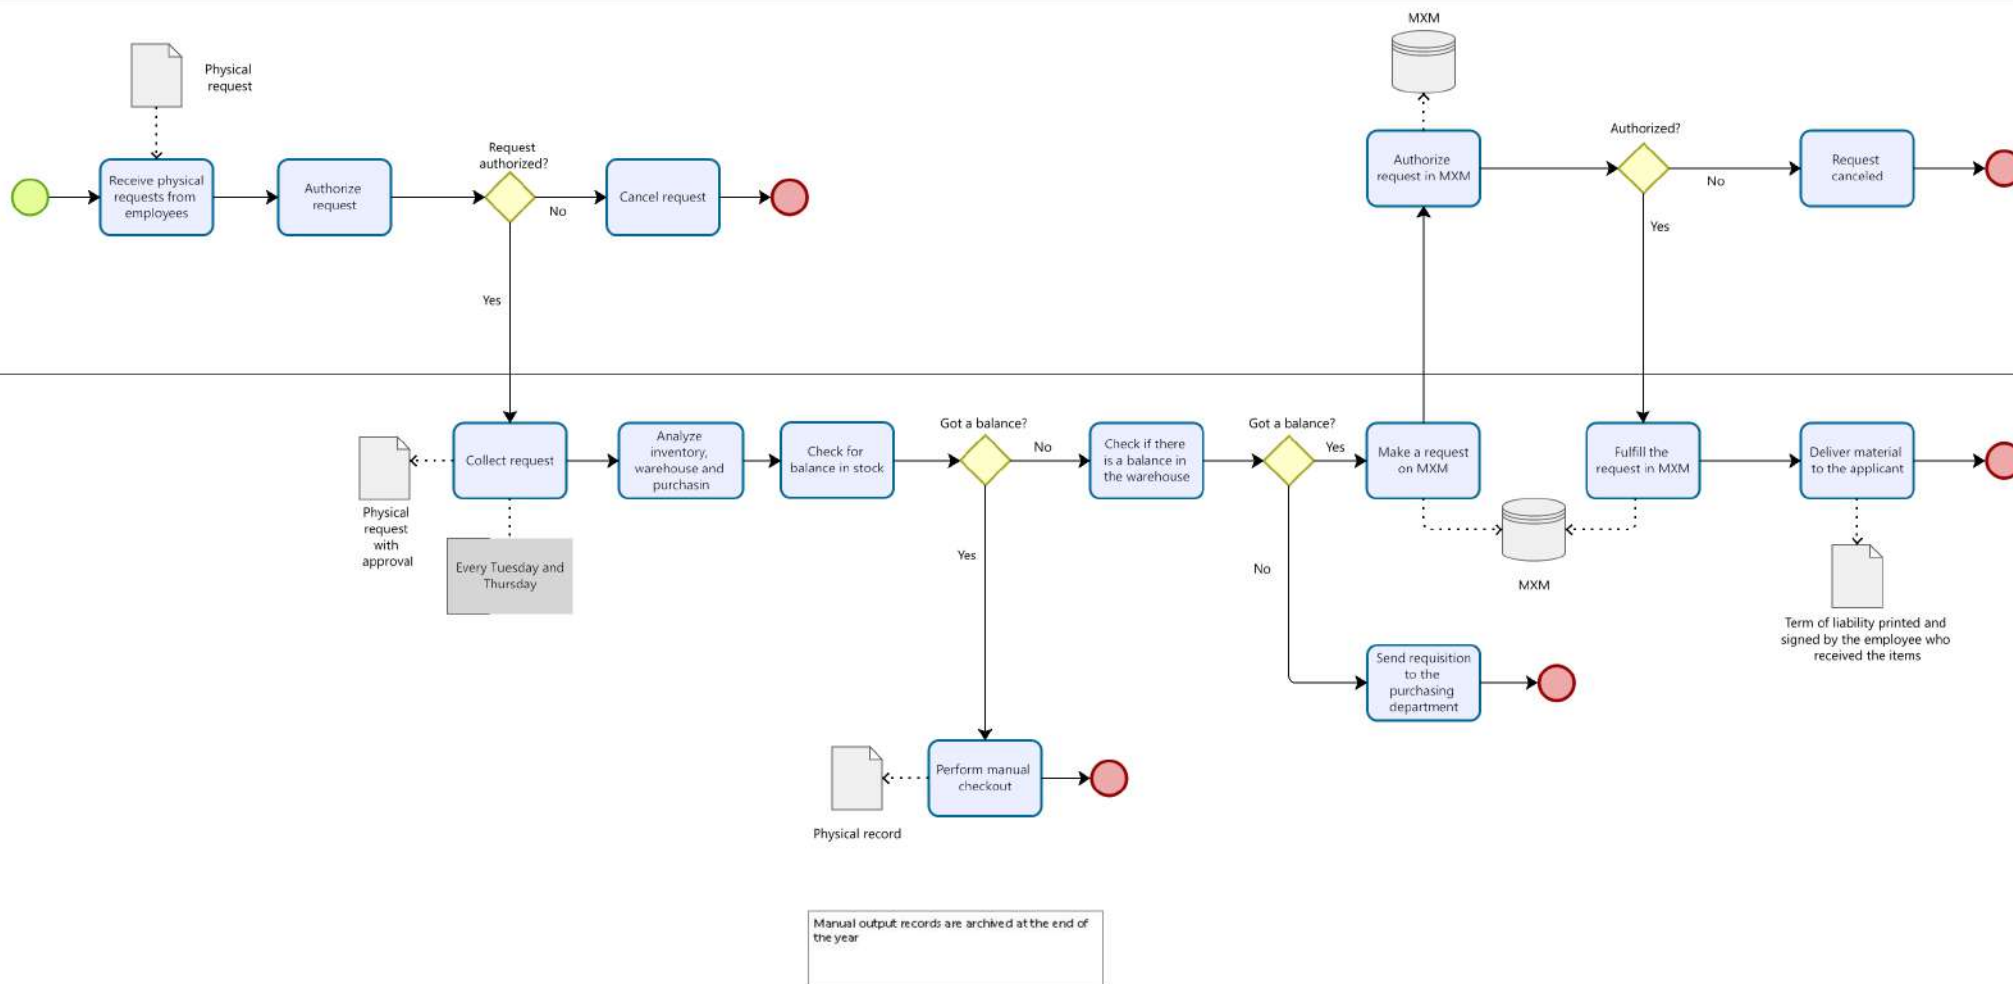 MXM
Physical
request
Receive physical
requests from
employees
Authorize
request
Request
authorized?
No
Cancel request
Yes
Authorize
request in MXM
Authorized?
No
Request
canceled
Yes
Collect request
Physical
request
with
approval
Every Tuesday and
Thursday
Analyze
inventory,
warehouse and
purchasin
Check for
balance in stock
Got a balance?
No
Yes
Check if there
is a balance in
the warehouse
Got a balance?
Yes
No
Make a request
on MXM
MXM
Fulfill the
request in MXM
Deliver material
to the applicant
Term of liability printed and
signed by the employee who
received the items
Send requisition
to the
purchasing
department
Perform manual
checkout
Physical record
Manual output records are archived at the end of
the year